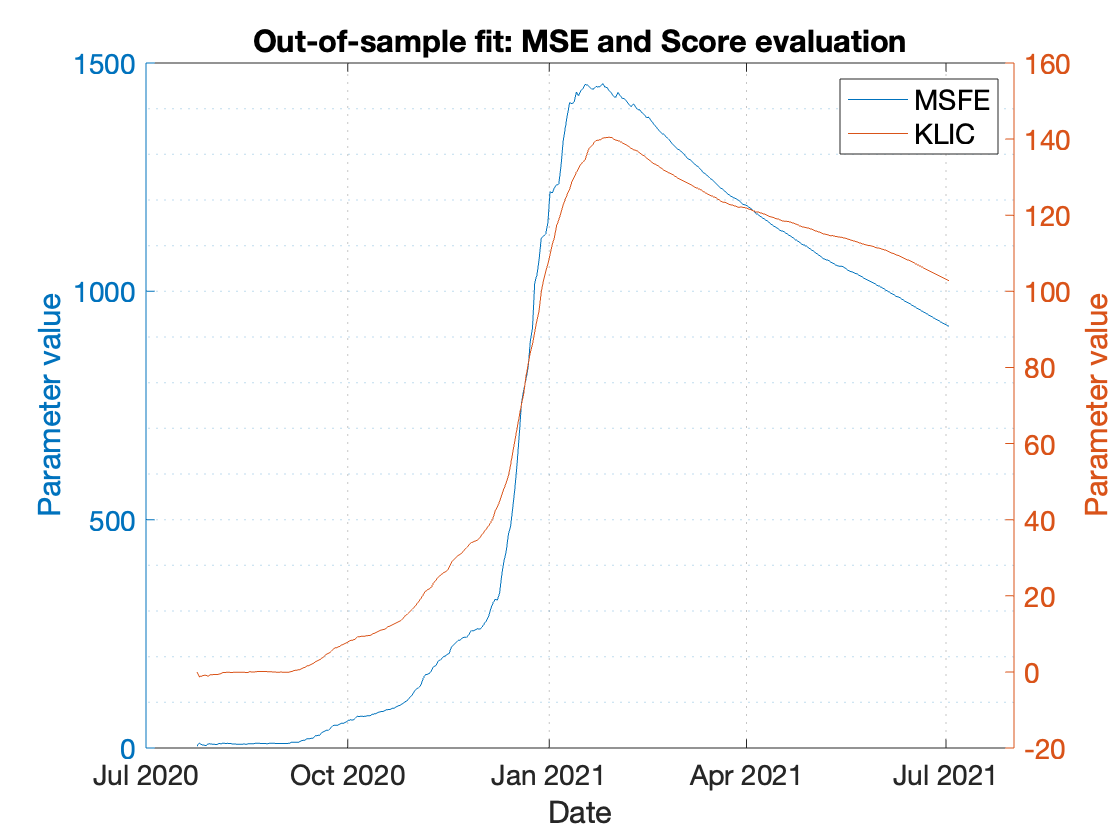 Out-of-sample fit: MSE and Score evaluation
1500
1000
500
0
Parameter value
MSFE
KLIC
160
140
120
100
80
60
40
20
0
-20
Parameter value
Jul 2020
Oct 2020
Jan 2021
Apr 2021
Jul 2021
Date